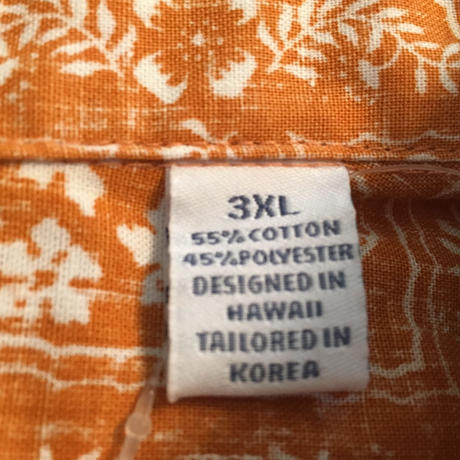 3XL
55% COTTON
45% POLYESTER
DESIGNED IN
HAWAII
TAILORED IN
KOREA